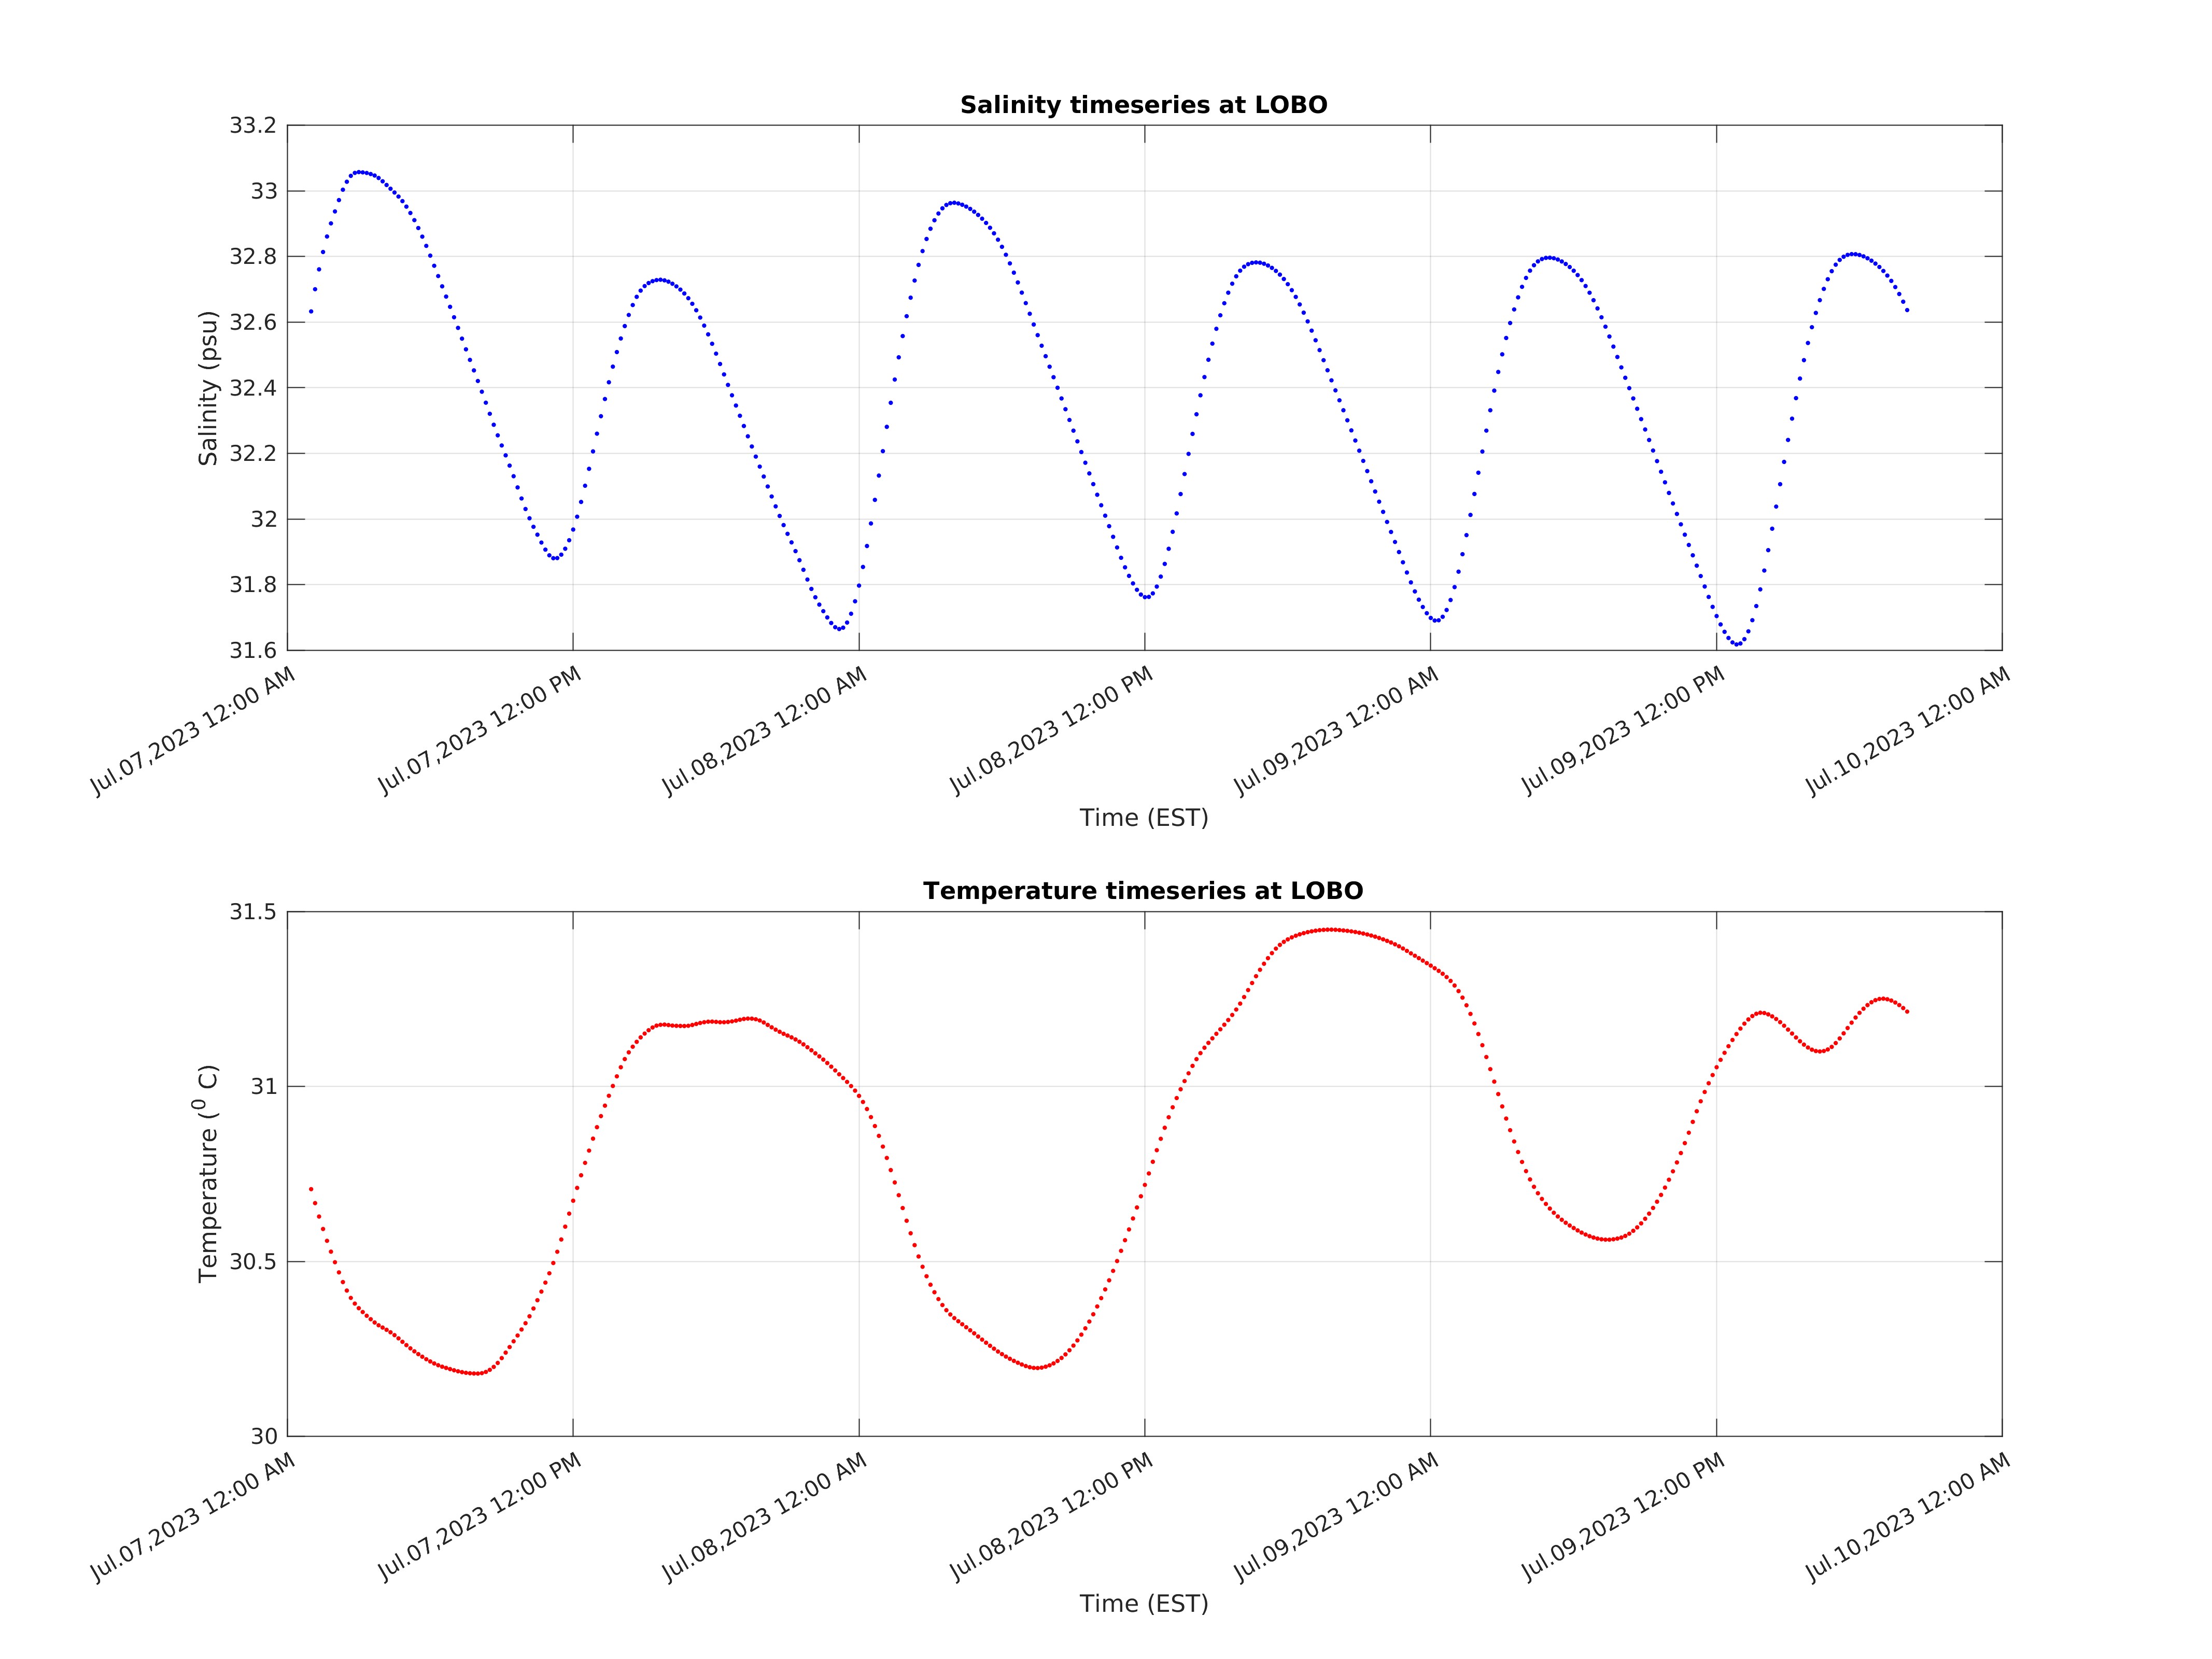 Salinity timeseries at LOBO
33.2
33
32.8
32.6
32.4
32.2
32
31.8
31.6
Salinity (psu)
Jul.07,2023 12:00 AM
Jul.07,2023 12:00 PM
Jul.08,2023 12:00 AM
Jul.08,2023 12:00 PM
Jul.09,2023 12:00 AM
Jul.09,2023 12:00 PM
Jul.10,2023 12:00 AM
Time (EST)
Temperature timeseries at LOBO
31.5
31
30.5
30
Temperature (⁰ C)
Jul.07,2023 12:00 AM
Jul.07,2023 12:00 PM
Jul.08,2023 12:00 AM
Jul.08,2023 12:00 PM
Jul.09,2023 12:00 AM
Jul.09,2023 12:00 PM
Jul.10,2023 12:00 AM
Time (EST)